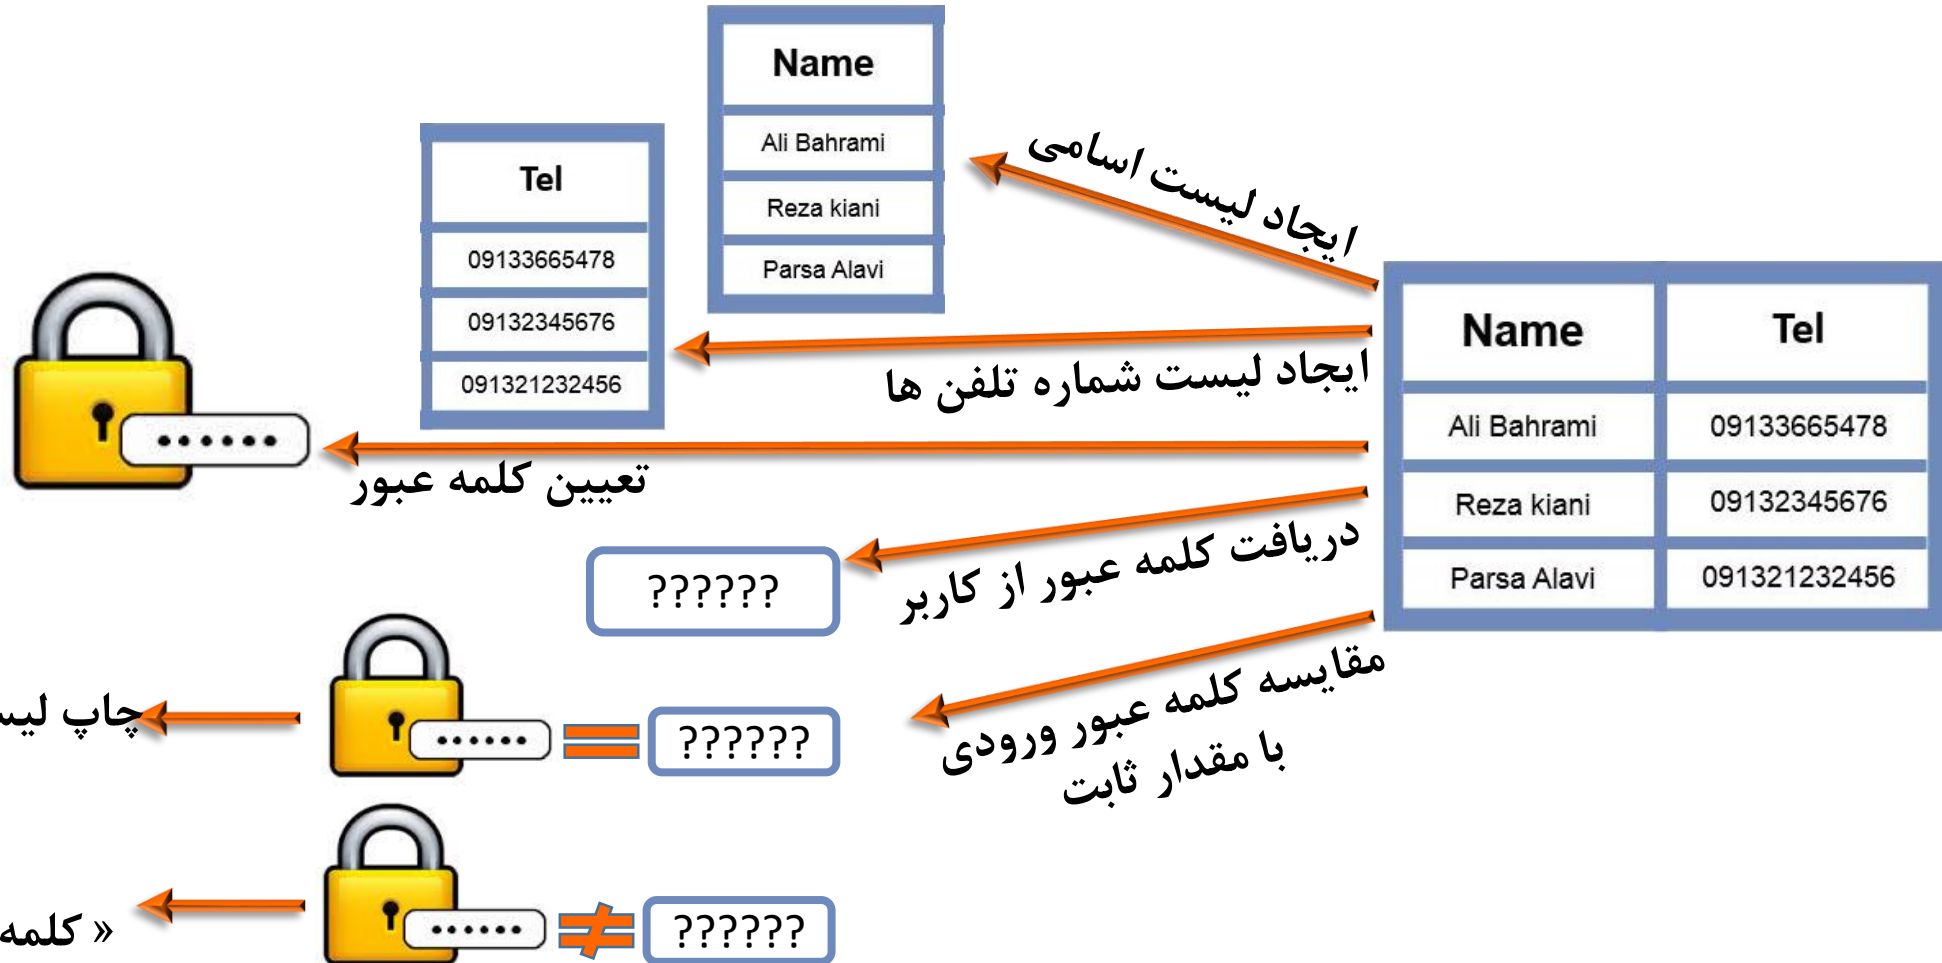 Name
Ali Bahrami
Reza kiani
Parsa Alavi
ایجاد لیست اسامی
Tel
09133665478
09132345676
091321232456
ایجاد لیست شماره تلفن ها
Name Tel
Ali Bahrami 09133665478
Reza kiani 09132345676
Parsa Alavi 091321232456
تعیین کلمه عبور
دریافت کلمه عبور از کاربر
??????
مقایسه کلمه عبور ورودی
با مقدار ثابت
??????
=
چاپ
??????
≠
« کلمه